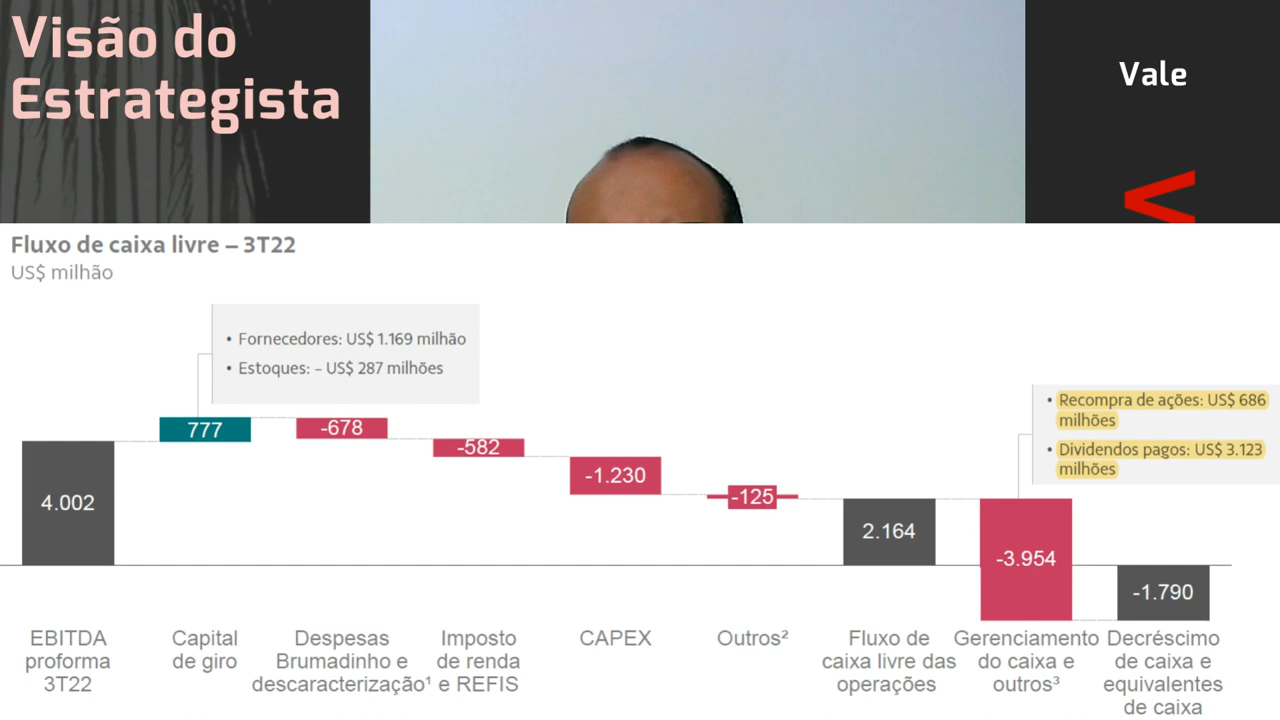 Visão do
Estrategista
Vale
Fluxo de caixa livre – 3T22
US$ milhão
• Fornecedores: US$ 1.169 milhão
• Estoques: – US$ 287 milhões
• Recompra de ações: US$ 686
milhões
• Dividendos pagos: US$ 3.123
milhões
4.002
777
-678
-582
-1.230
-125
2.164
-3.954
-1.790
EBITDA
proforma
3T22
Capital
de giro
Despesas
Brumadinho e
descaracterização¹
Imposto
de renda
e REFIS
CAPEX
Outros²
Fluxo de
caixa livre das
operações
Gerenciamento
do caixa e
outros³
Decréscimo
de caixa e
equivalentes
de caixa